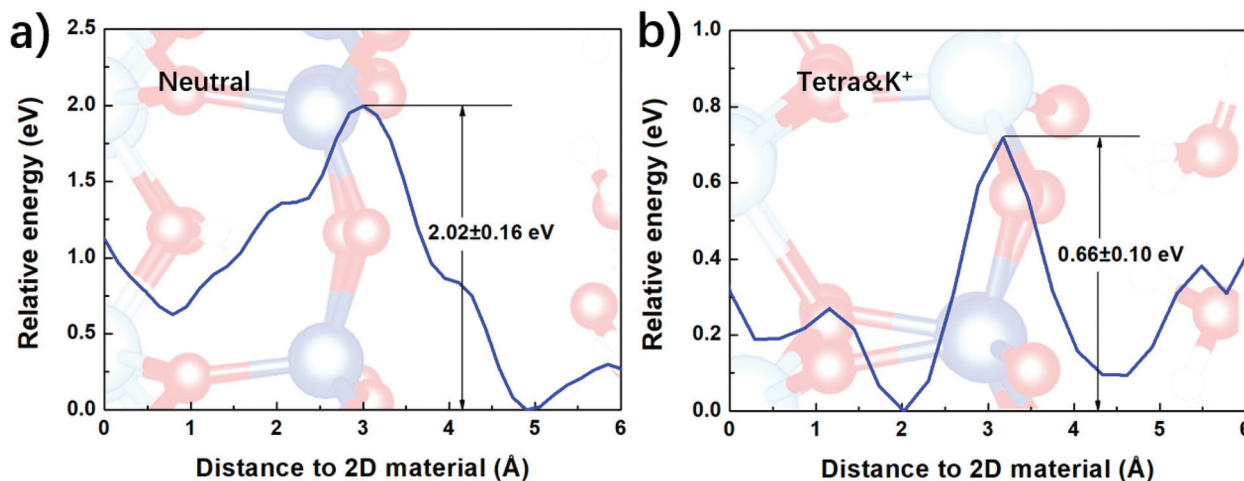 a)
Neutral
2.02±0.16 eV
Relative energy (eV)
2.5
2.0
1.5
1.0
0.5
0.0
0 1 2 3 4 5 6
Distance to 2D material (Å)
b)
Tetra&K⁺
0.66±0.10 eV
Relative energy (eV)
1.0
0.8
0.6
0.4
0.2
0.0
0 1 2 3 4 5 6
Distance to 2D material (Å)